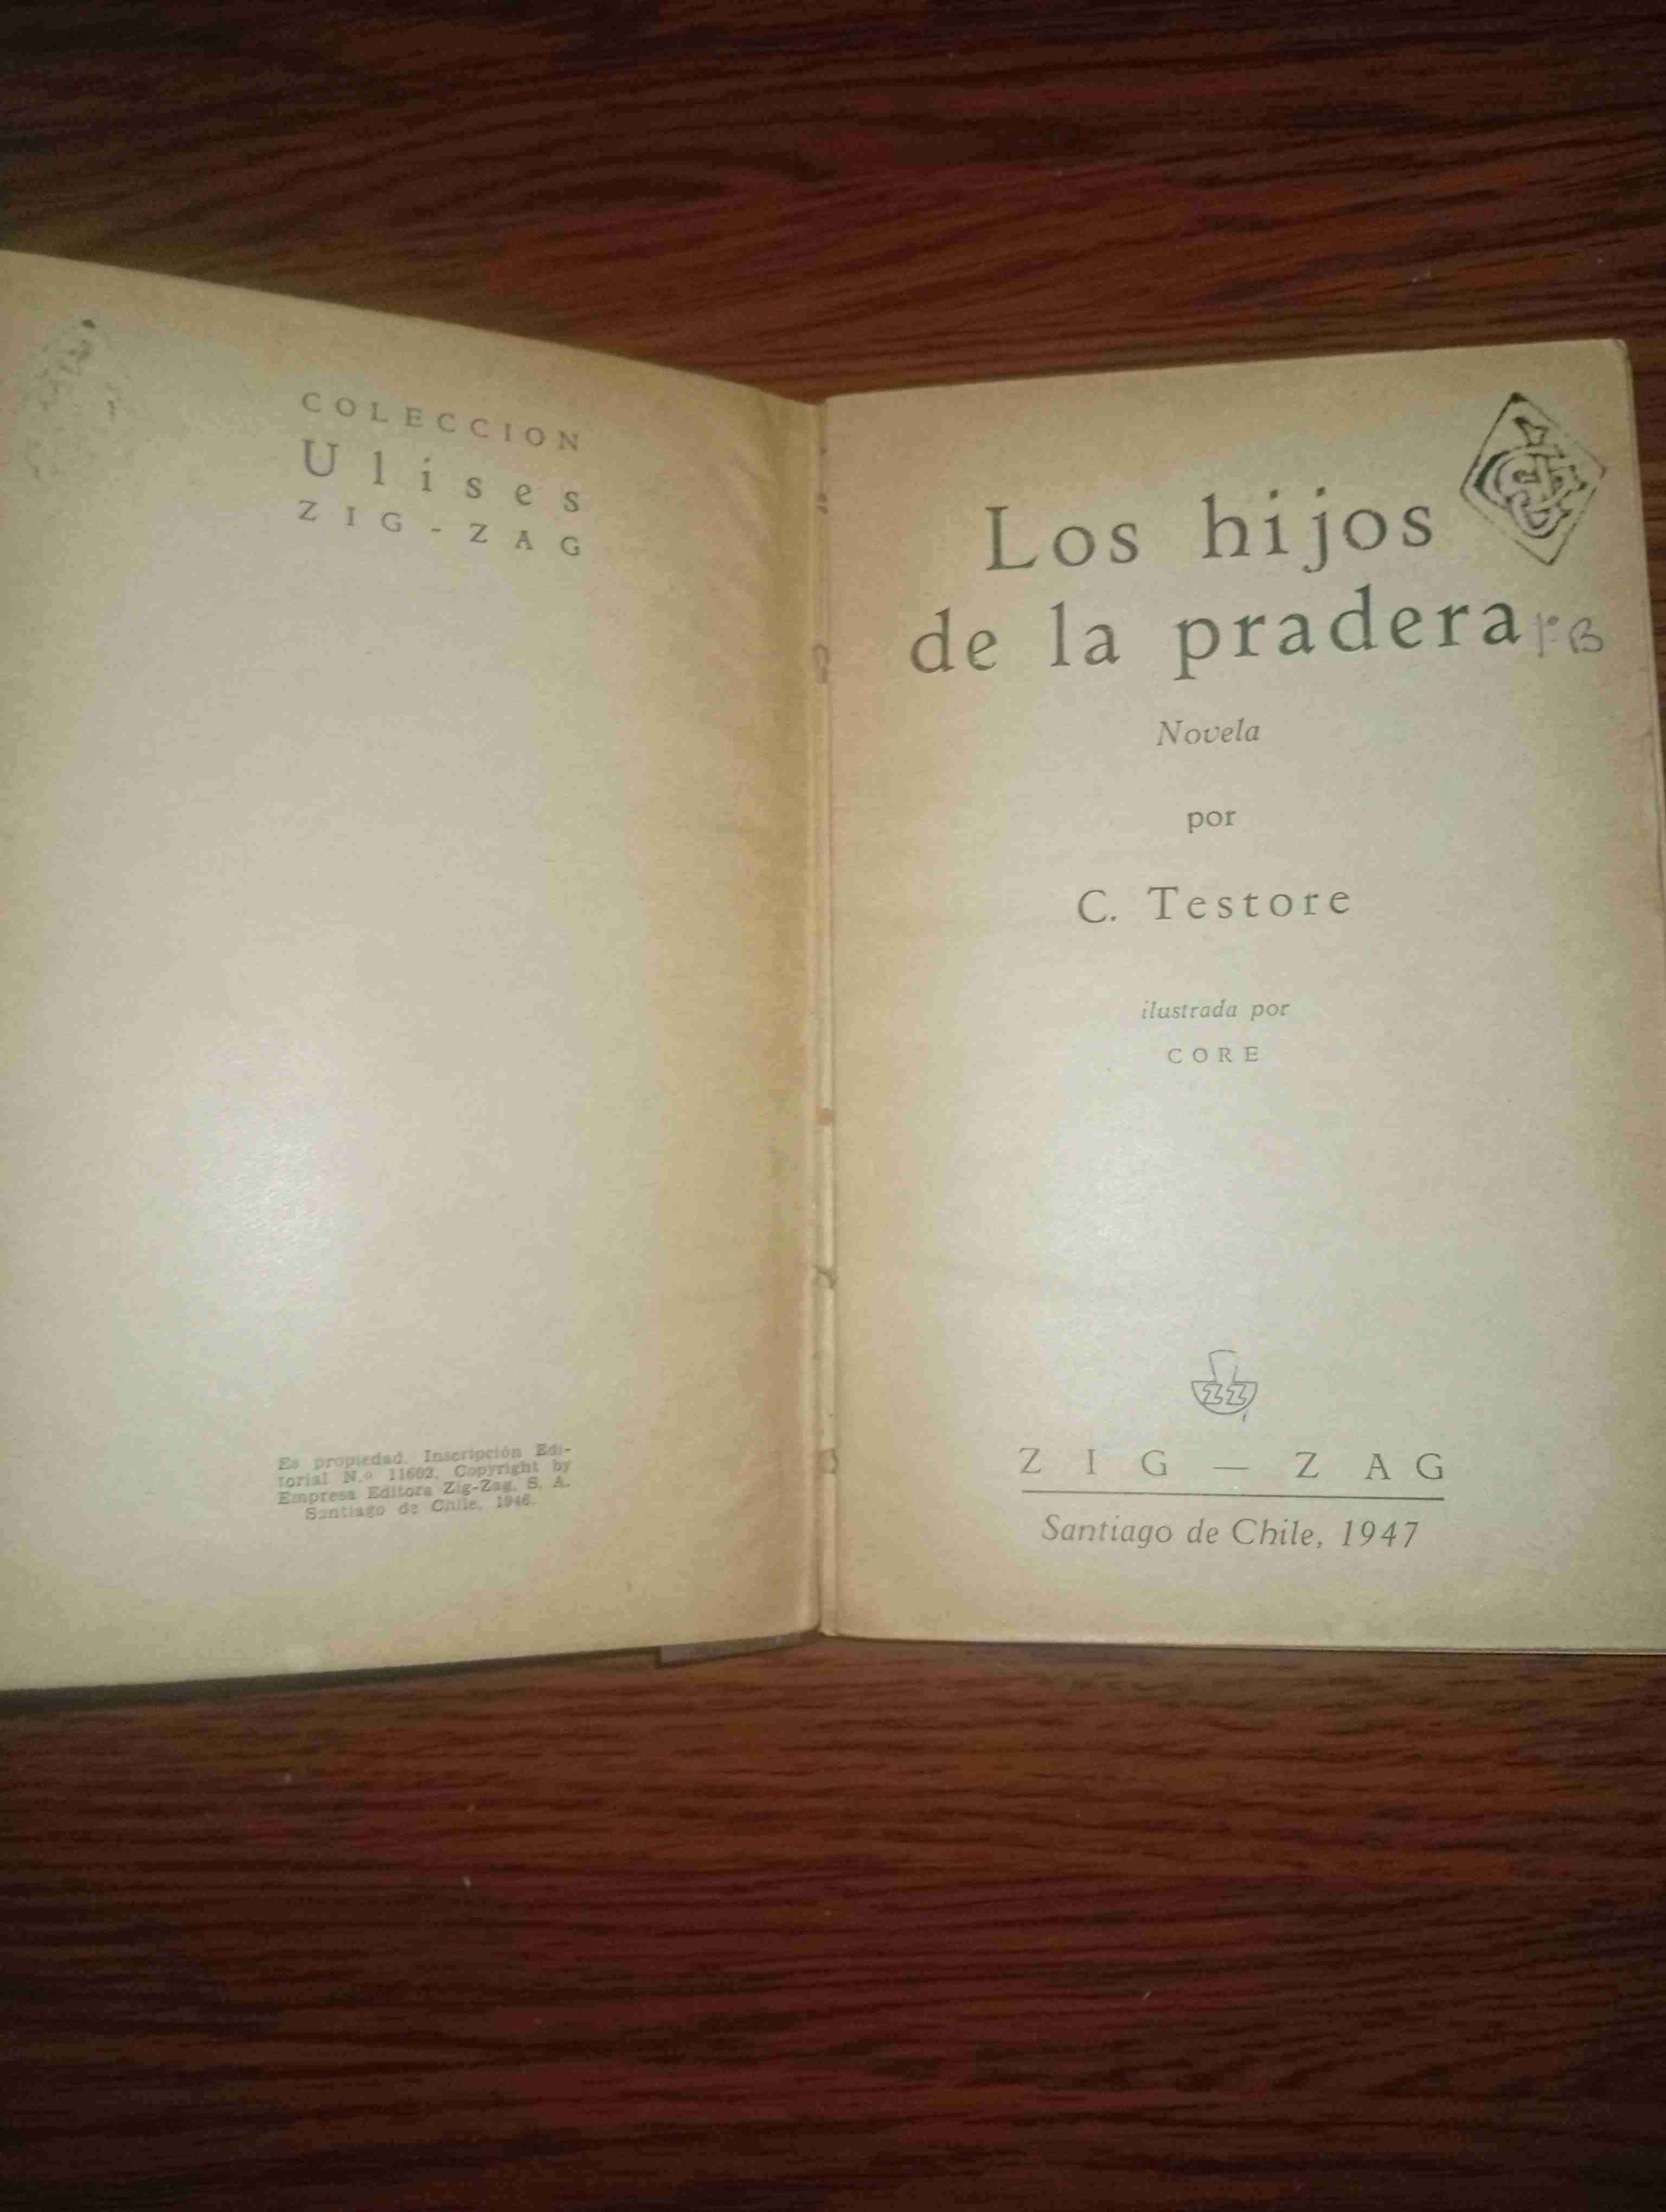 COLECCION
Ulises
ZIG-ZAG
Es propiedad. Inscripción Edi-
torial N.º 11602. Copyright by
Empresa Editora Zig-Zag, S. A.
Santiago de Chile, 1946.
Los hijos
de la pradera
Novela
por
C. Testore
ilustrada por
CORE
ZZ
ZIG — ZAG
Santiago de Chile, 1947